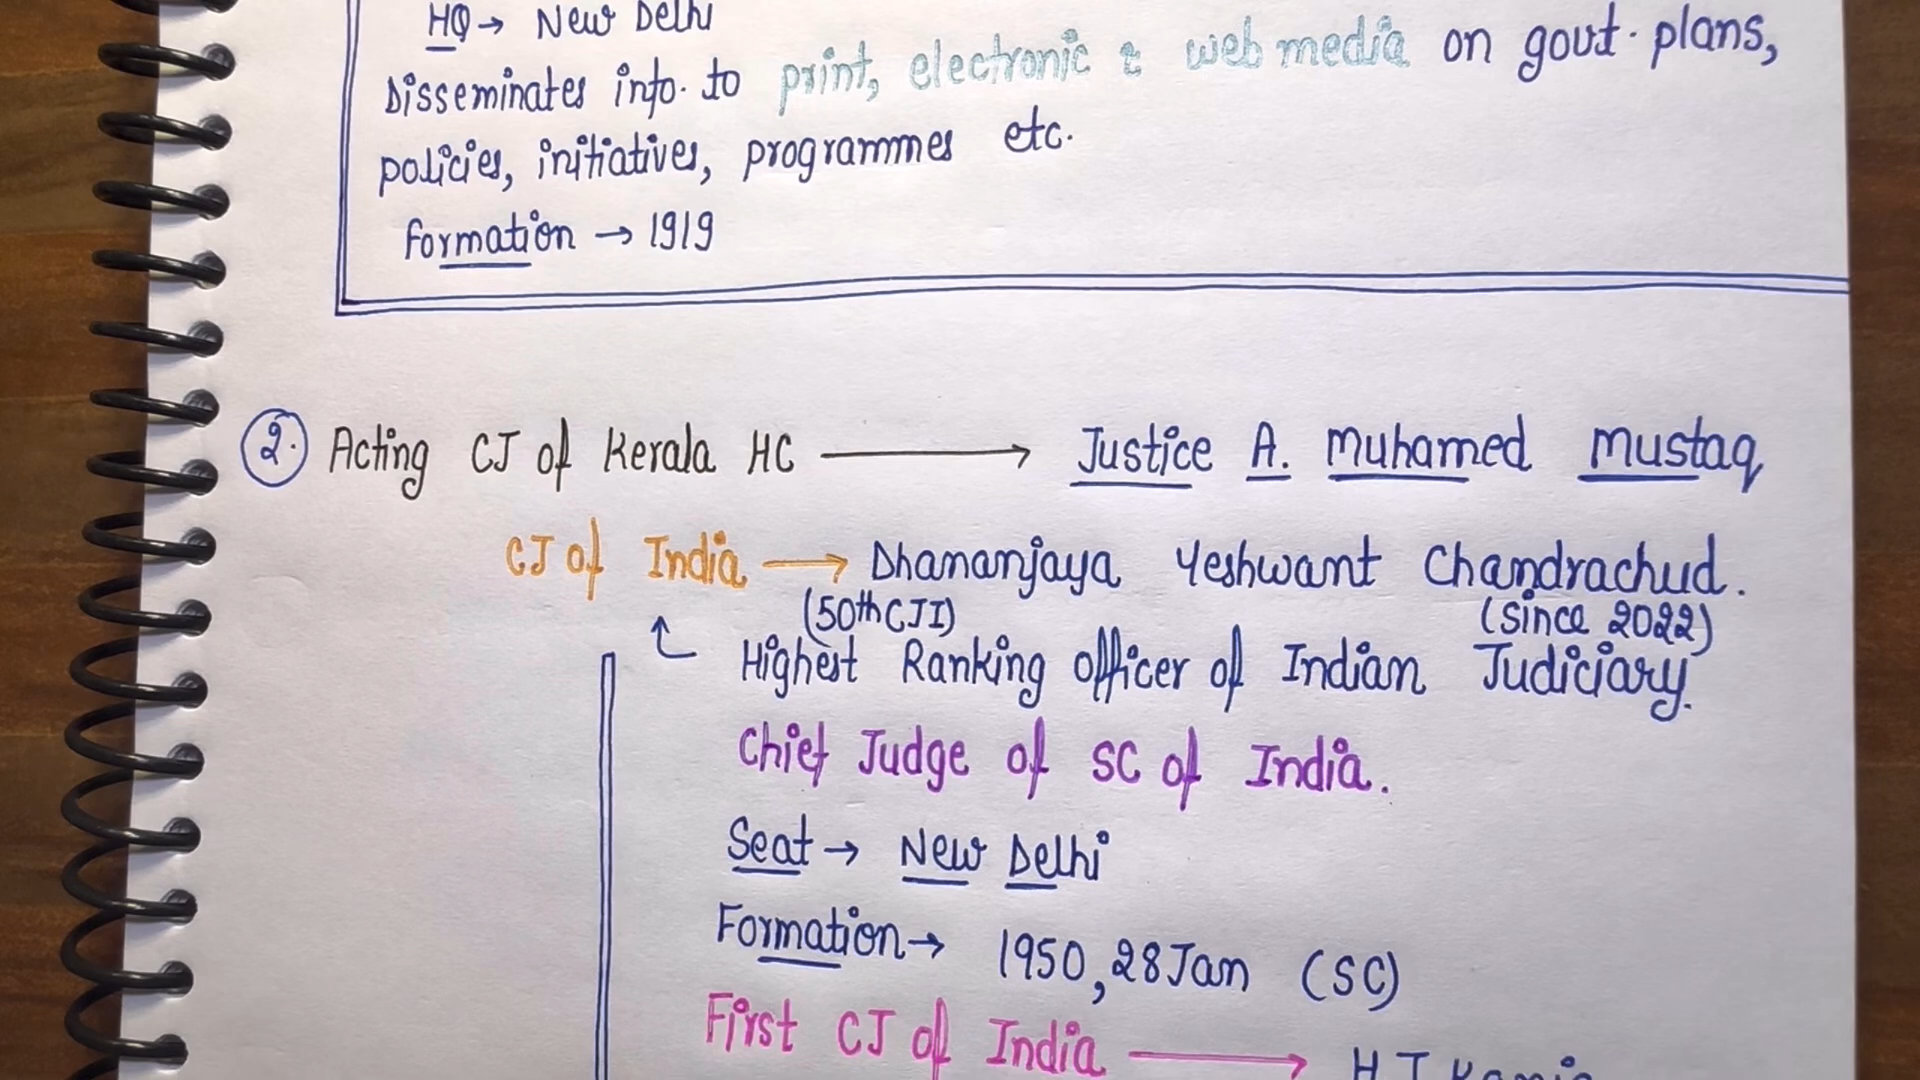 HQ → New Delhi
Disseminates info. to print, electronic & web media on govt. plans,
policies, initiatives, programmes etc.
Formation → 1919
2. Acting CJ of Kerala HC → Justice A. Muhamed Mustaq
CJ of India → Dhananjaya Yeshwant Chandrachud.
(50th CJI) (since 2022)
Highest Ranking officer of Indian Judiciary.
Chief Judge of SC of India.
Seat → New Delhi
Formation → 1950, 28 Jan (SC)
First CJ of India → H